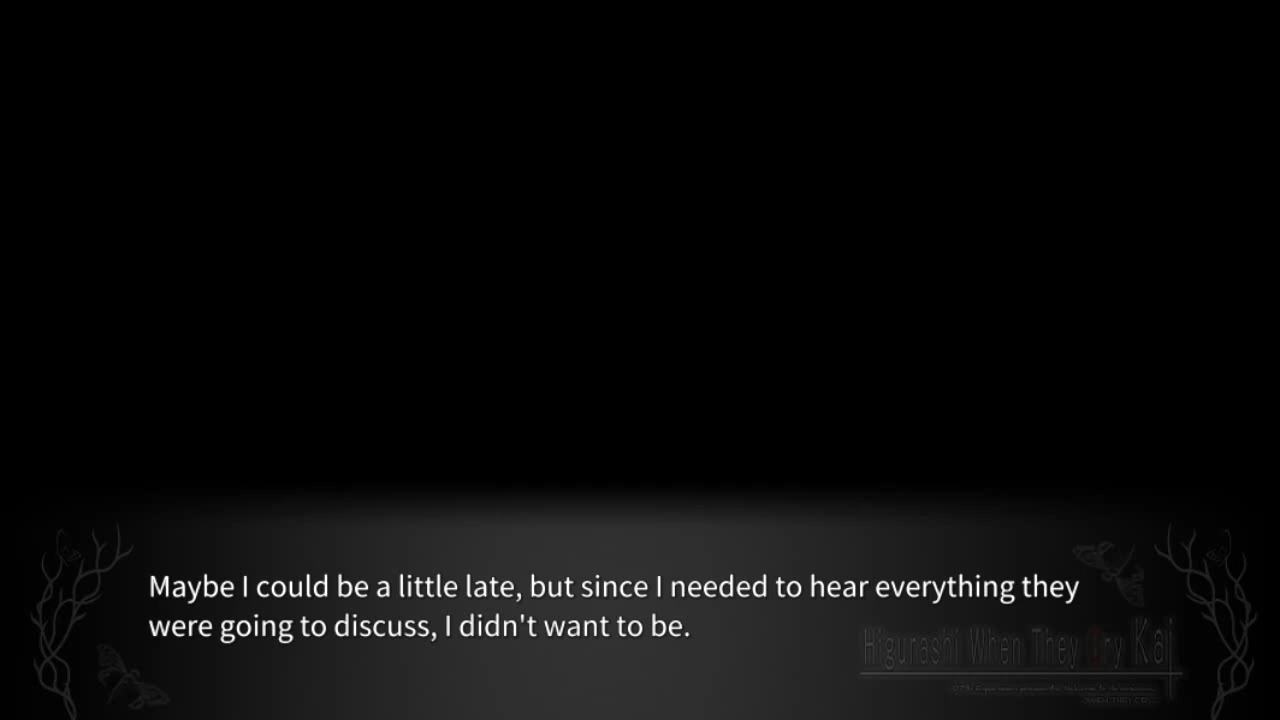 Maybe I could be a little late, but since I needed to hear everything they
were going to discuss, I didn't want to be.
Higurashi When They Cry Kai